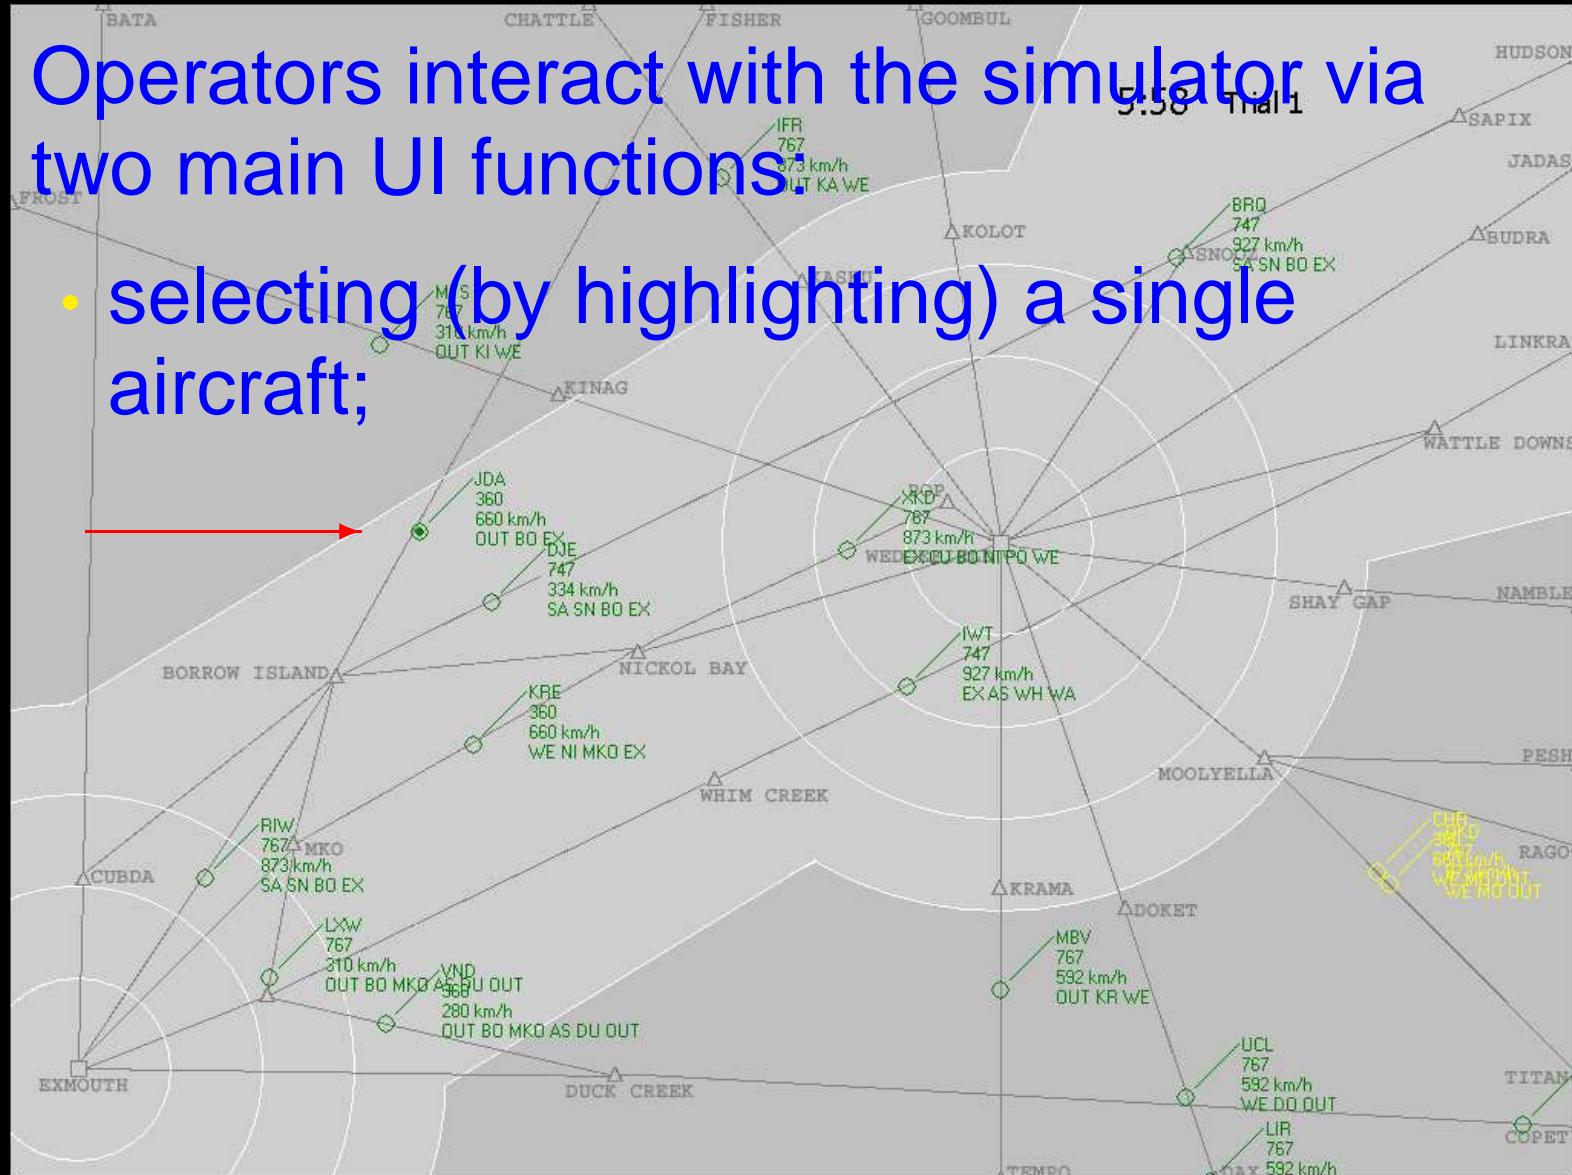 BATA
CHATTLE
FISHER
GOOMBUL
HUDSON
Operators interact with the simulator via
two main UI functions:
5:58 Trial 1
SAPIX
JADAS
IFR
767
873 km/h
OUT KA WE
FROST
KOLOT
BRQ
747
927 km/h
SA SN BO EX
BUDRA
• selecting (by highlighting) a single
aircraft;
767
310 km/h
OUT KI WE
LINKRA
KINAG
WATTLE DOWNS
JDA
360
660 km/h
OUT BO EX
DJE
747
334 km/h
SA SN BO EX
POP
XKD
767
873 km/h
NAMBLE
SHAY GAP
IWT
747
927 km/h
EX AS WH WA
BORROW ISLAND
NICKOL BAY
KRE
360
660 km/h
WE NI MKO EX
WHIM CREEK
MOOLYELLA
PESH
RIW
767
873 km/h
SA SN BO EX
MKO
CUBDA
RAGO
WE MO OUT
KRAMA
DOKET
LXW
767
310 km/h
OUT BO MKO AS DU OUT
VND
360
280 km/h
OUT BO MKO AS DU OUT
MBV
767
592 km/h
OUT KR WE
EXMOUTH
DUCK CREEK
UCL
767
592 km/h
WE DO OUT
TITAN
COPET
LIR
767
592 km/h
TEMPO
DAX